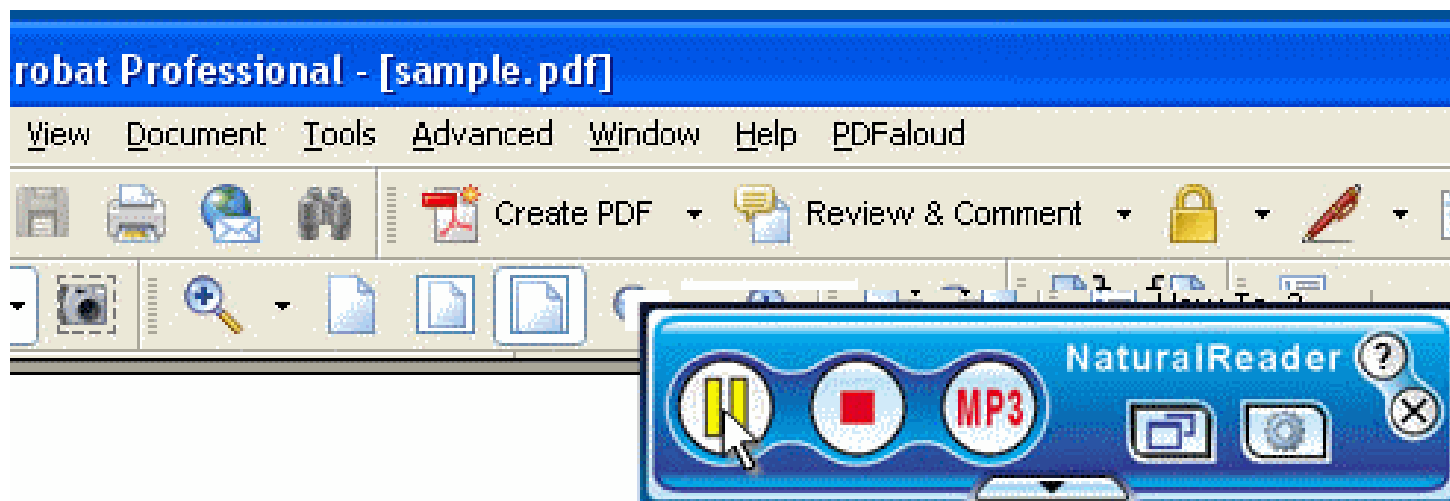 robat Professional - [sample.pdf]
View Document Tools Advanced Window Help PDFaloud
Create PDF Review & Comment
NaturalReader ?
MP3